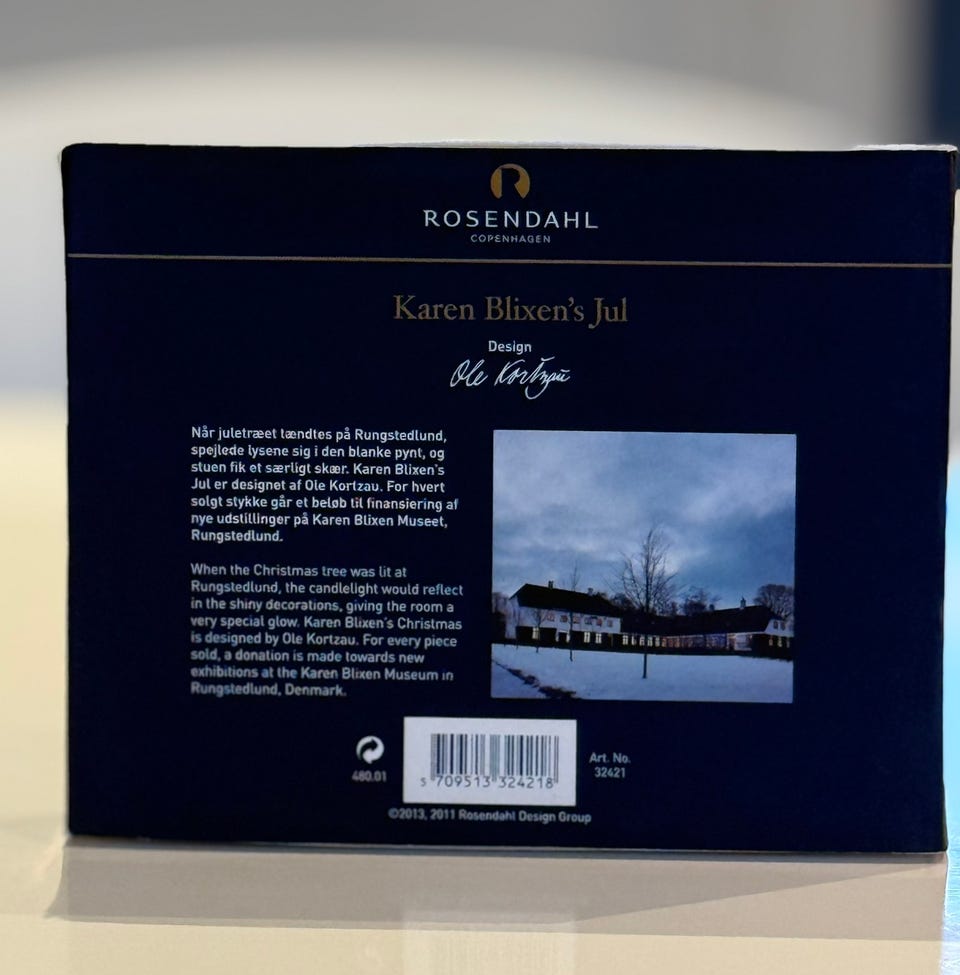 R
ROSENDAHL
COPENHAGEN
Karen Blixen's Jul
Design
Ole Kortzau
Når juletræet tændtes på Rungstedlund,
spejlede lysene sig i den blanke pynt, og
stuen fik et særligt skær. Karen Blixen's
Jul er designet af Ole Kortzau. For hvert
solgt stykke går et beløb til finansiering af
nye udstillinger på Karen Blixen Museet,
Rungstedlund.
When the Christmas tree was lit at
Rungstedlund, the candlelight would reflect
in the shiny decorations, giving the room a
very special glow. Karen Blixen's Christmas
is designed by Ole Kortzau. For every piece
sold, a donation is made towards new
exhibitions at the Karen Blixen Museum in
Rungstedlund, Denmark.
480.01
5 709513 324218
Art. No.
32421
©2013, 2011 Rosendahl Design Group